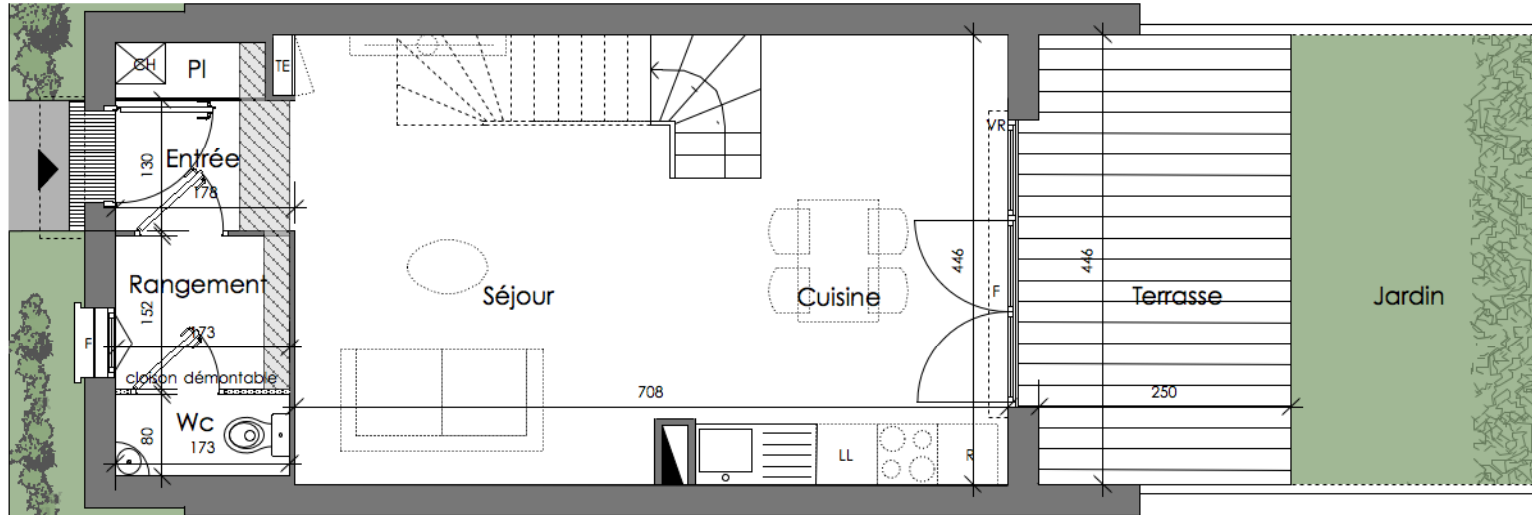 CH
Pl
TE
Entrée
130
178
VR
Rangement
152
173
F
cloison démontable
Wc
80
173
Séjour
Cuisine
446
F
446
Terrasse
Jardin
708
250
LL
R